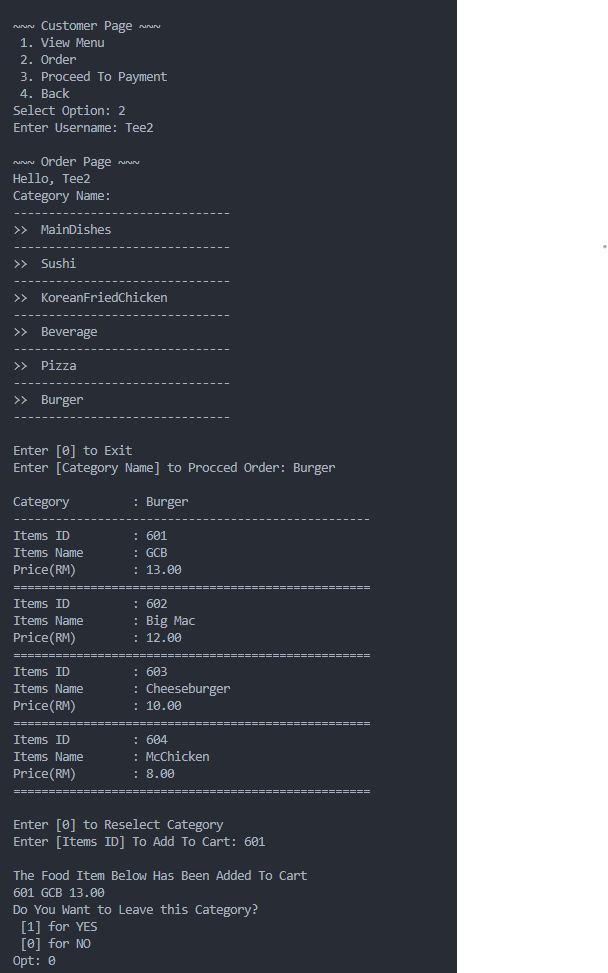 ~~~ Customer Page ~~~
1. View Menu
2. Order
3. Proceed To Payment
4. Back
Select Option: 2
Enter Username: Tee2
~~~ Order Page ~~~
Hello, Tee2
Category Name:
-------------------------------
>>  MainDishes
-------------------------------
>>  Sushi
-------------------------------
>>  KoreanFriedChicken
-------------------------------
>>  Beverage
-------------------------------
>>  Pizza
-------------------------------
>>  Burger
-------------------------------
Enter [0] to Exit
Enter [Category Name] to Procced Order: Burger
Category         : Burger
---------------------------------------------------
Items ID         : 601
Items Name       : GCB
Price(RM)        : 13.00
===================================================
Items ID         : 602
Items Name       : Big Mac
Price(RM)        : 12.00
===================================================
Items ID         : 603
Items Name       : Cheeseburger
Price(RM)        : 10.00
===================================================
Items ID         : 604
Items Name       : McChicken
Price(RM)        : 8.00
===================================================
Enter [0] to Reselect Category
Enter [Items ID] To Add To Cart: 601
The Food Item Below Has Been Added To Cart
601 GCB 13.00
Do You Want to Leave this Category?
[1] for YES
[0] for NO
Opt: 0